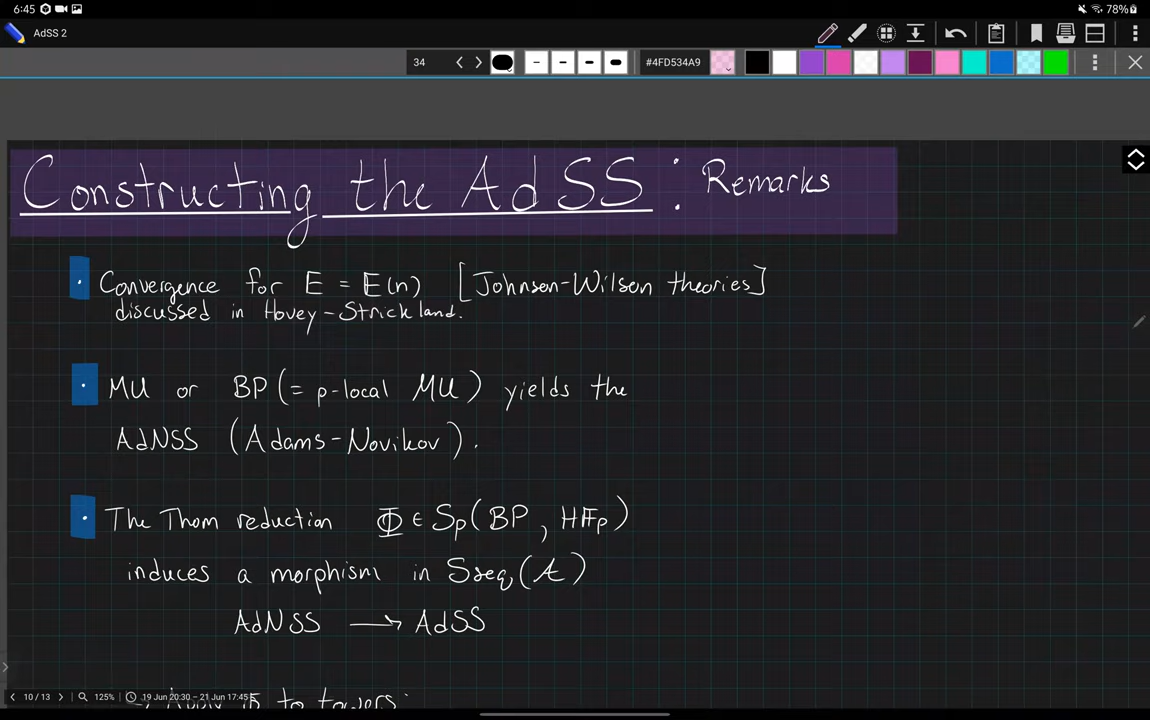 6:45
78%
AdSS 2
34
#4FD534A9
Constructing the AdSS : Remarks
· Convergence for E = E(n) [Johnson-Wilson theories]
discussed in Hovey-Strickland.
· MU or BP (= p-local MU) yields the
AdNSS (Adams-Novikov).
· The Thom reduction Φ ∈ Sp(BP, HFp)
induces a morphism in Sseq(A)
AdNSS → AdSS
to towers:
10 / 13
125%
19 Jun 20:30 - 21 Jun 17:45